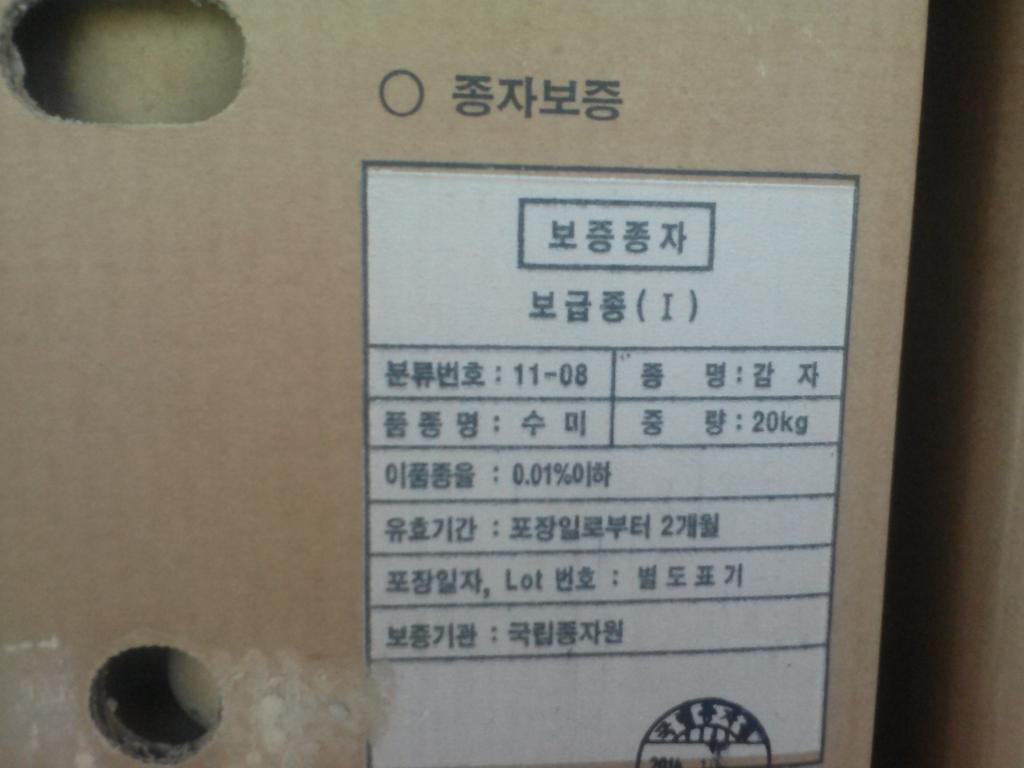 ○ 종자보증
보증종자
보급종(Ⅰ)
분류번호 : 11-08 종 명 : 감 자
품종명 : 수 미 중 량 : 20kg
이품종율 : 0.01%이하
유효기간 : 포장일로부터 2개월
포장일자, Lot 번호 : 별도표기
보증기관 : 국립종자원